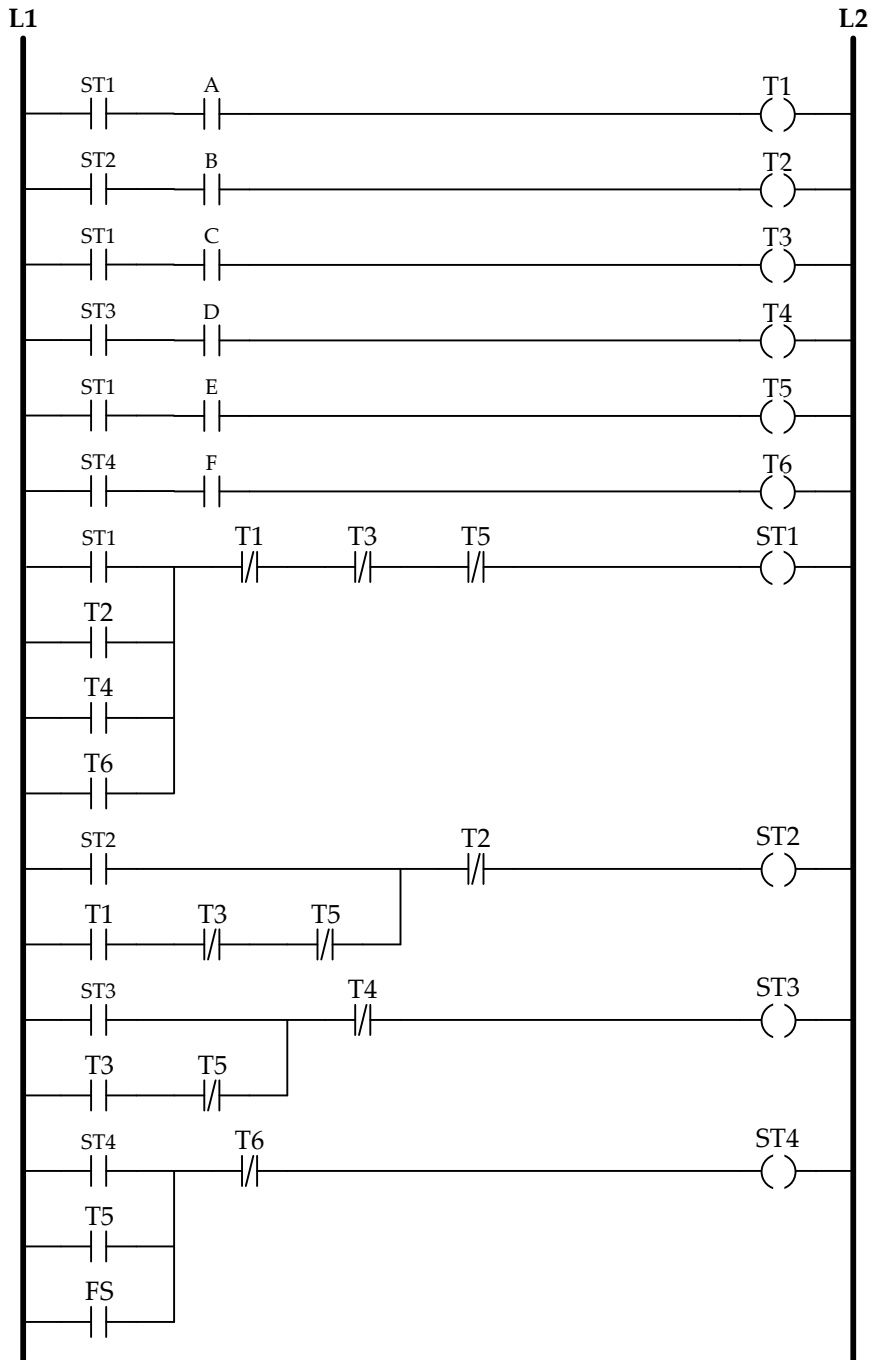 L1 L2
ST1 A T1
ST2 B T2
ST1 C T3
ST3 D T4
ST1 E T5
ST4 F T6
ST1 T1 T3 T5 ST1
T2
T4
T6
ST2 T2 ST2
T1 T3 T5
ST3 T4 ST3
T3 T5
ST4 T6 ST4
T5
FS